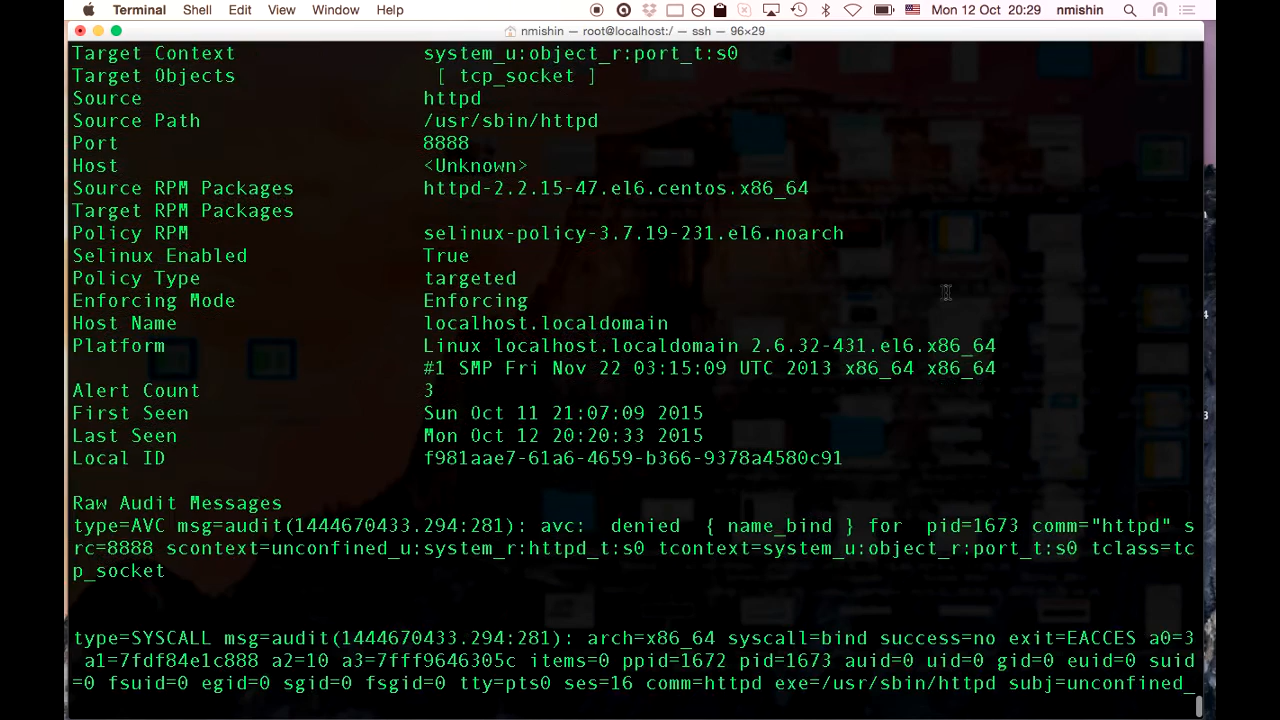 Terminal Shell Edit View Window Help Mon 12 Oct 20:29 nmishin
nmishin — root@localhost:/ — ssh — 96×29
Target Context system_u:object_r:port_t:s0
Target Objects [ tcp_socket ]
Source httpd
Source Path /usr/sbin/httpd
Port 8888
Host <Unknown>
Source RPM Packages httpd-2.2.15-47.el6.centos.x86_64
Target RPM Packages
Policy RPM selinux-policy-3.7.19-231.el6.noarch
Selinux Enabled True
Policy Type targeted
Enforcing Mode Enforcing
Host Name localhost.localdomain
Platform Linux localhost.localdomain 2.6.32-431.el6.x86_64
#1 SMP Fri Nov 22 03:15:09 UTC 2013 x86_64 x86_64
Alert Count 3
First Seen Sun Oct 11 21:07:09 2015
Last Seen Mon Oct 12 20:20:33 2015
Local ID f981aae7-61a6-4659-b366-9378a4580c91
Raw Audit Messages
type=AVC msg=audit(1444670433.294:281): avc: denied { name_bind } for pid=1673 comm="httpd" s
rc=8888 scontext=unconfined_u:system_r:httpd_t:s0 tcontext=system_u:object_r:port_t:s0 tclass=tc
p_socket
type=SYSCALL msg=audit(1444670433.294:281): arch=x86_64 syscall=bind success=no exit=EACCES a0=3
a1=7fdf84e1c888 a2=10 a3=7fff9646305c items=0 ppid=1672 pid=1673 auid=0 uid=0 gid=0 euid=0 suid
=0 fsuid=0 egid=0 sgid=0 fsgid=0 tty=pts0 ses=16 comm=httpd exe=/usr/sbin/httpd subj=unconfined_